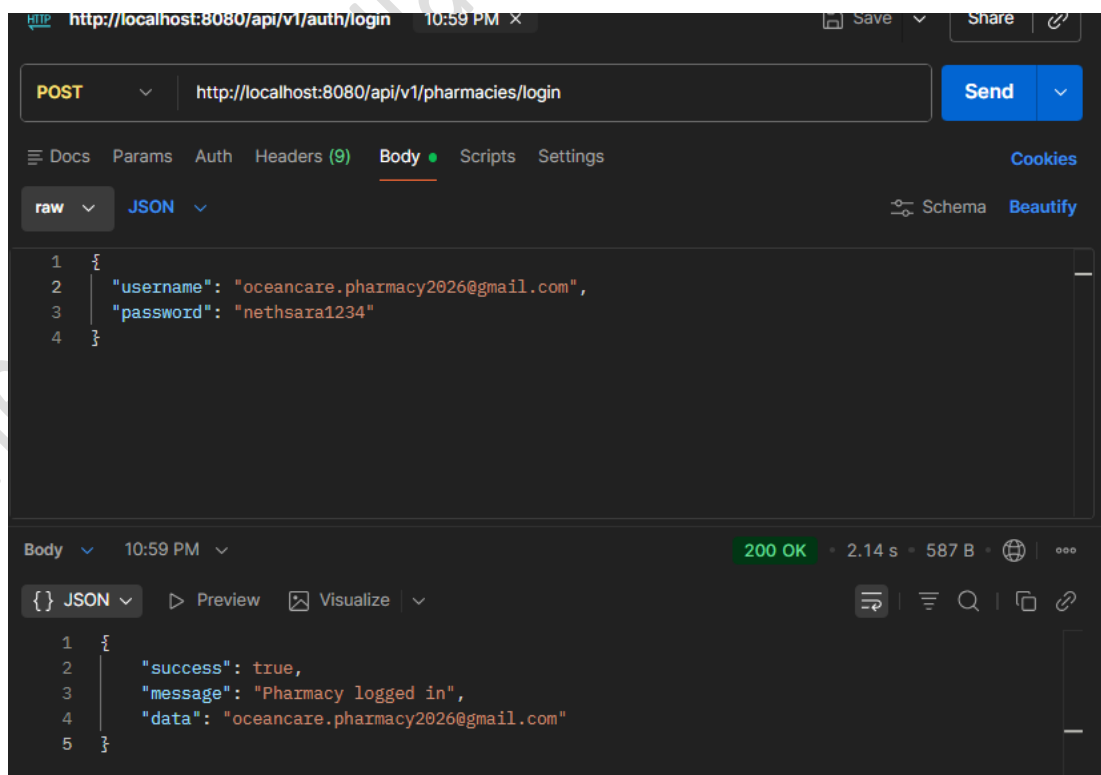 HTTP http://localhost:8080/api/v1/auth/login 10:59 PM × Save Share
POST http://localhost:8080/api/v1/pharmacies/login Send
Docs Params Auth Headers (9) Body Scripts Settings Cookies
raw JSON Schema Beautify
1 {
2 "username": "oceancare.pharmacy2026@gmail.com",
3 "password": "nethsara1234"
4 }
Body 10:59 PM 200 OK • 2.14 s • 587 B
{} JSON Preview Visualize
1 {
2 "success": true,
3 "message": "Pharmacy logged in",
4 "data": "oceancare.pharmacy2026@gmail.com"
5 }